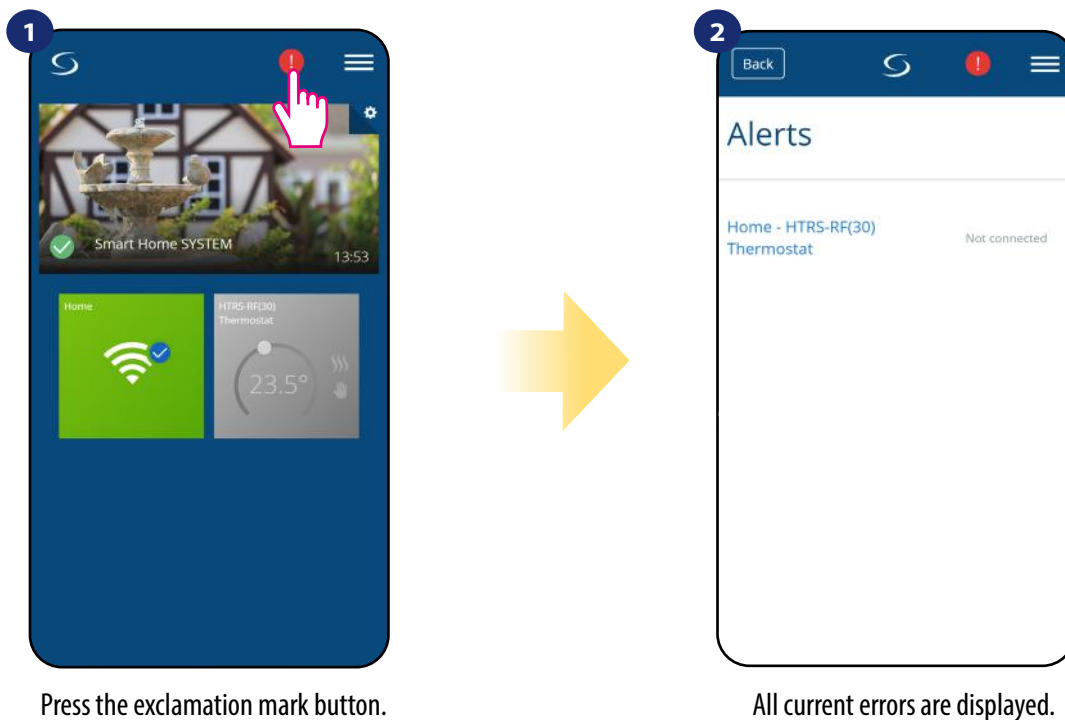 1
!
Smart Home SYSTEM
13:53
Home
HTRS-RF(30)
Thermostat
23.5°
Press the exclamation mark button.
2
Back
!
Alerts
Home - HTRS-RF(30)
Thermostat
Not connected
All current errors are displayed.